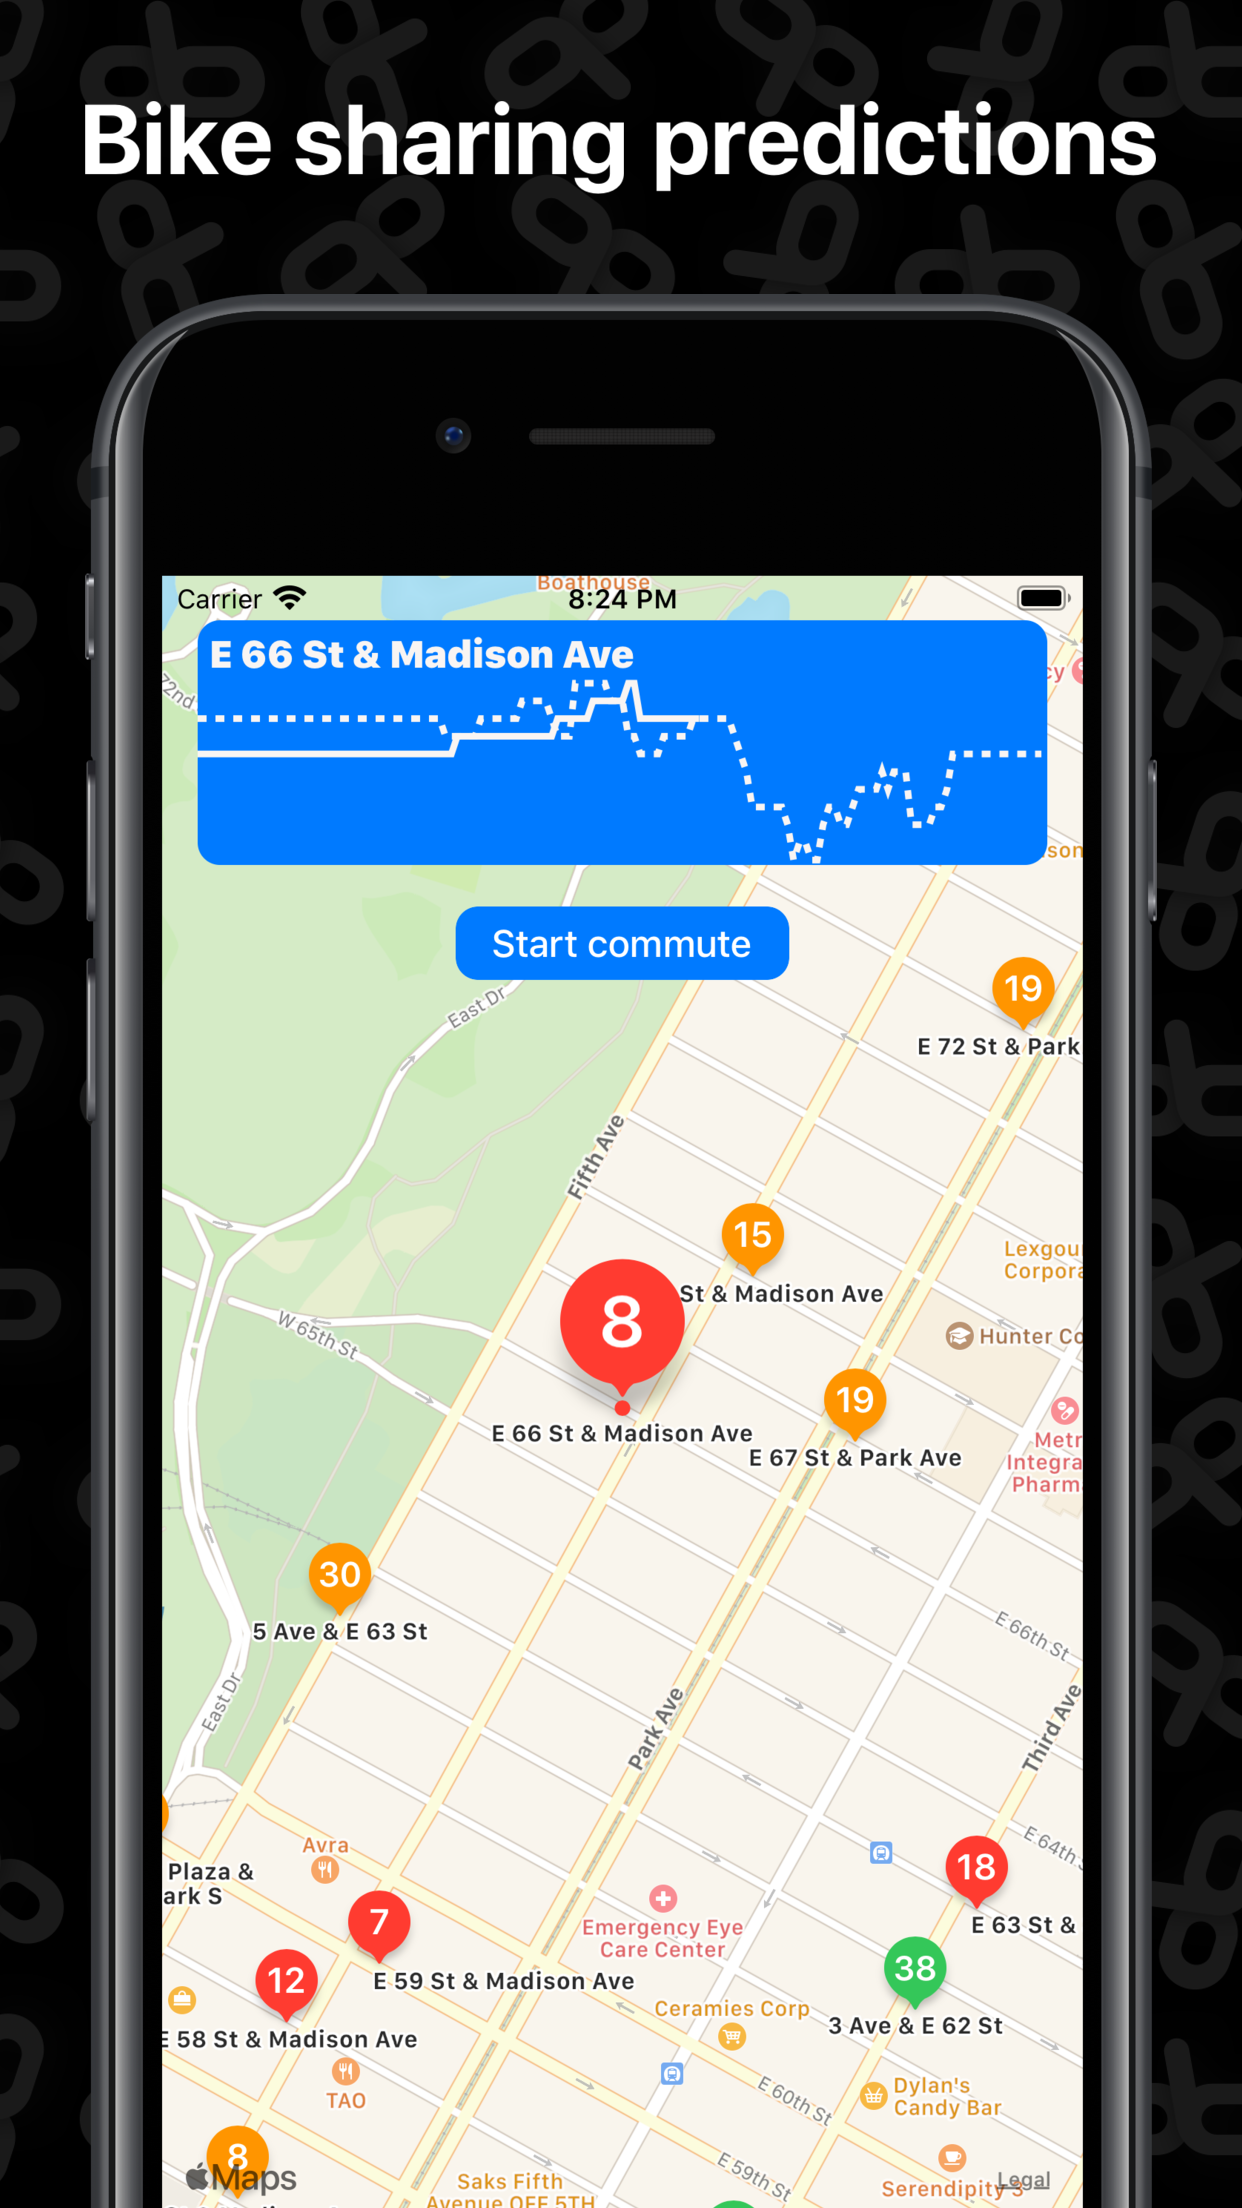 Bike sharing predictions
Boathouse
Carrier
8:24 PM
E 66 St & Madison Ave
72nd
cy
son
Start commute
East Dr
19
E 72 St & Park
Fifth Ave
15
St & Madison Ave
Lexgou
Corpora
8
Hunter Co
W 65th St
19
E 66 St & Madison Ave
E 67 St & Park Ave
Metr
Integra
Pharma
30
5 Ave & E 63 St
E 66th St
East Dr
Park Ave
Third Ave
Avra
E 64th S
Plaza &
ark S
18
7
Emergency Eye
Care Center
E 63 St &
12
38
E 59 St & Madison Ave
Ceramies Corp
3 Ave & E 62 St
E 58 St & Madison Ave
TAO
E 60th St
Dylan's
Candy Bar
8
Maps
E 59th St
Saks Fifth
Avenue OFF 5TH
Serendipity 3
Legal